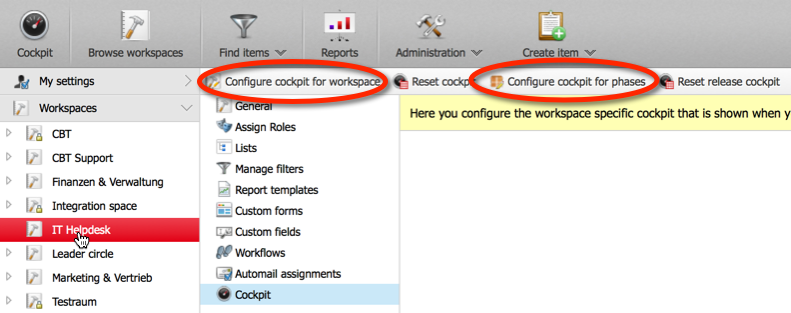 Cockpit
Browse workspaces
Find items
Reports
Administration
Create item
My settings
Configure cockpit for workspace
Reset cockp
Configure cockpit for phases
Reset release cockpit
Workspaces
CBT
CBT Support
Finanzen & Verwaltung
Integration space
IT Helpdesk
Leader circle
Marketing & Vertrieb
Testraum
General
Assign Roles
Lists
Manage filters
Report templates
Custom forms
Custom fields
Workflows
Automail assignments
Cockpit
Here you configure the workspace specific cockpit that is shown when y